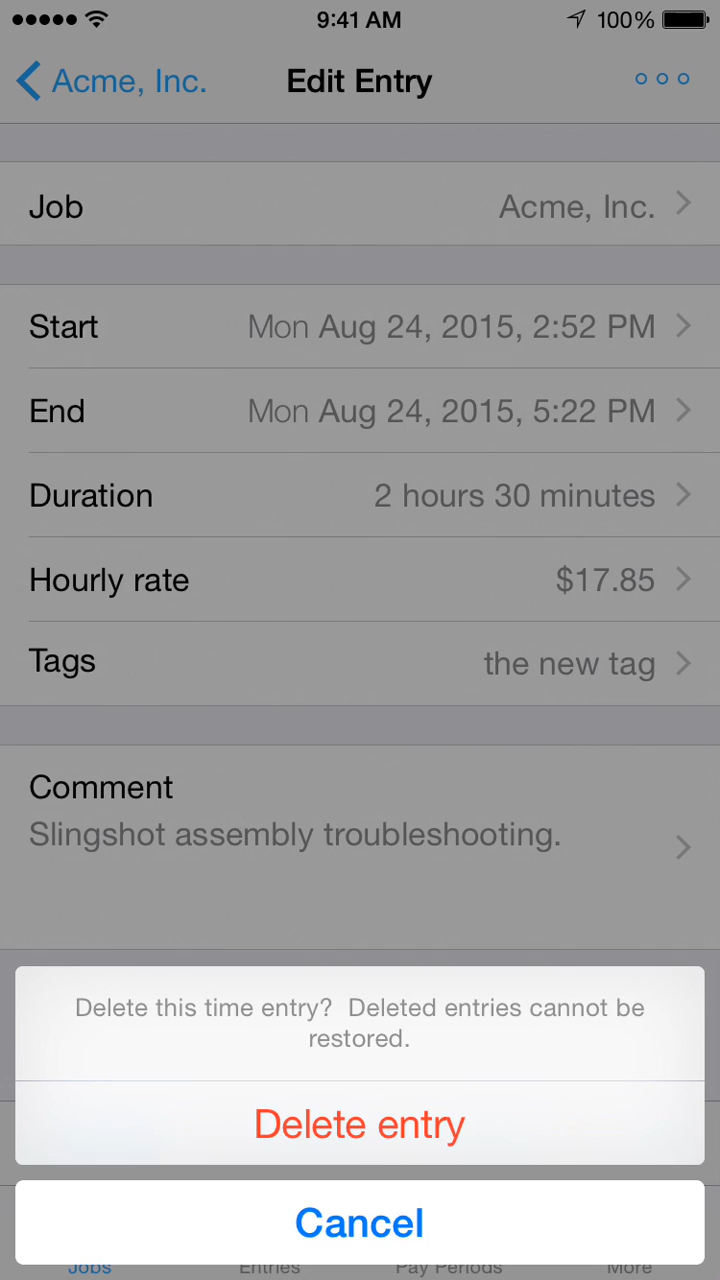 9:41 AM 100%
Acme, Inc. Edit Entry
Job Acme, Inc.
Start Mon Aug 24, 2015, 2:52 PM
End Mon Aug 24, 2015, 5:22 PM
Duration 2 hours 30 minutes
Hourly rate $17.85
Tags the new tag
Comment
Slingshot assembly troubleshooting.
Delete this time entry? Deleted entries cannot be
restored.
Delete entry
Cancel
Jobs Entries Pay Periods More